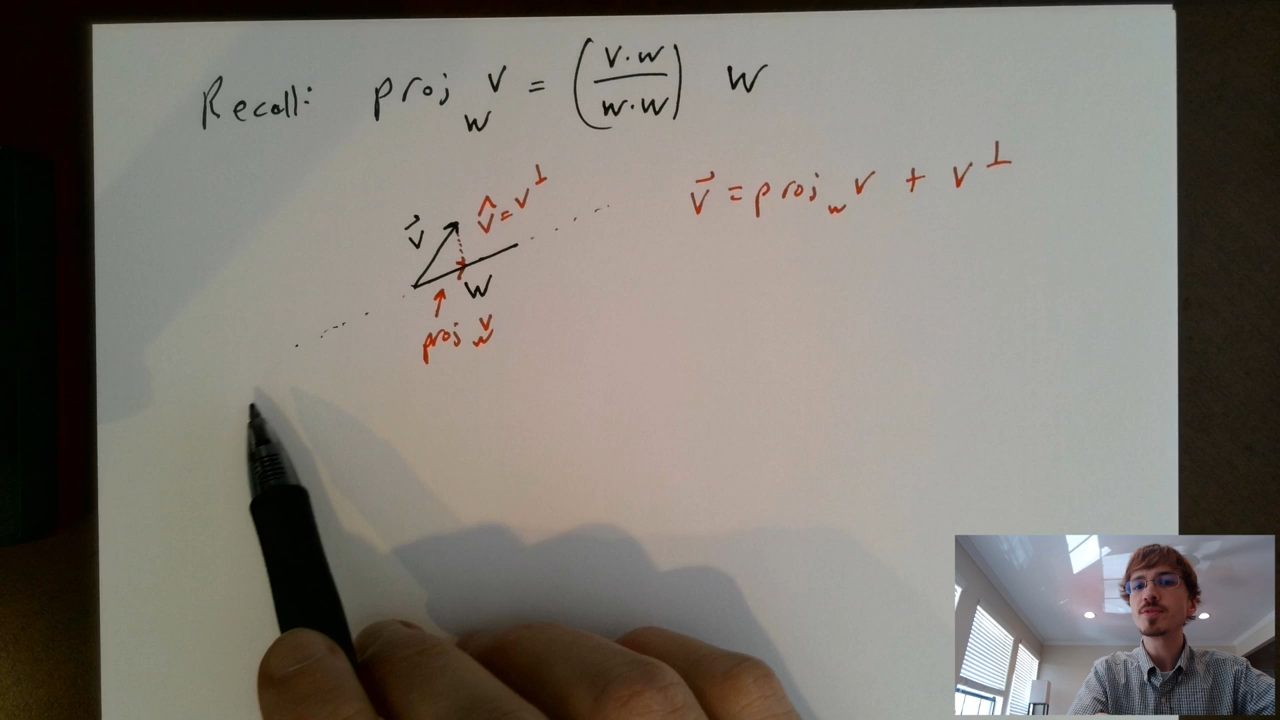 Recall: proj_w v = (v·w / w·w) w
v⃗ = proj_w v + v^⊥
v⃗
v̂ = v^⊥
w
proj_w v